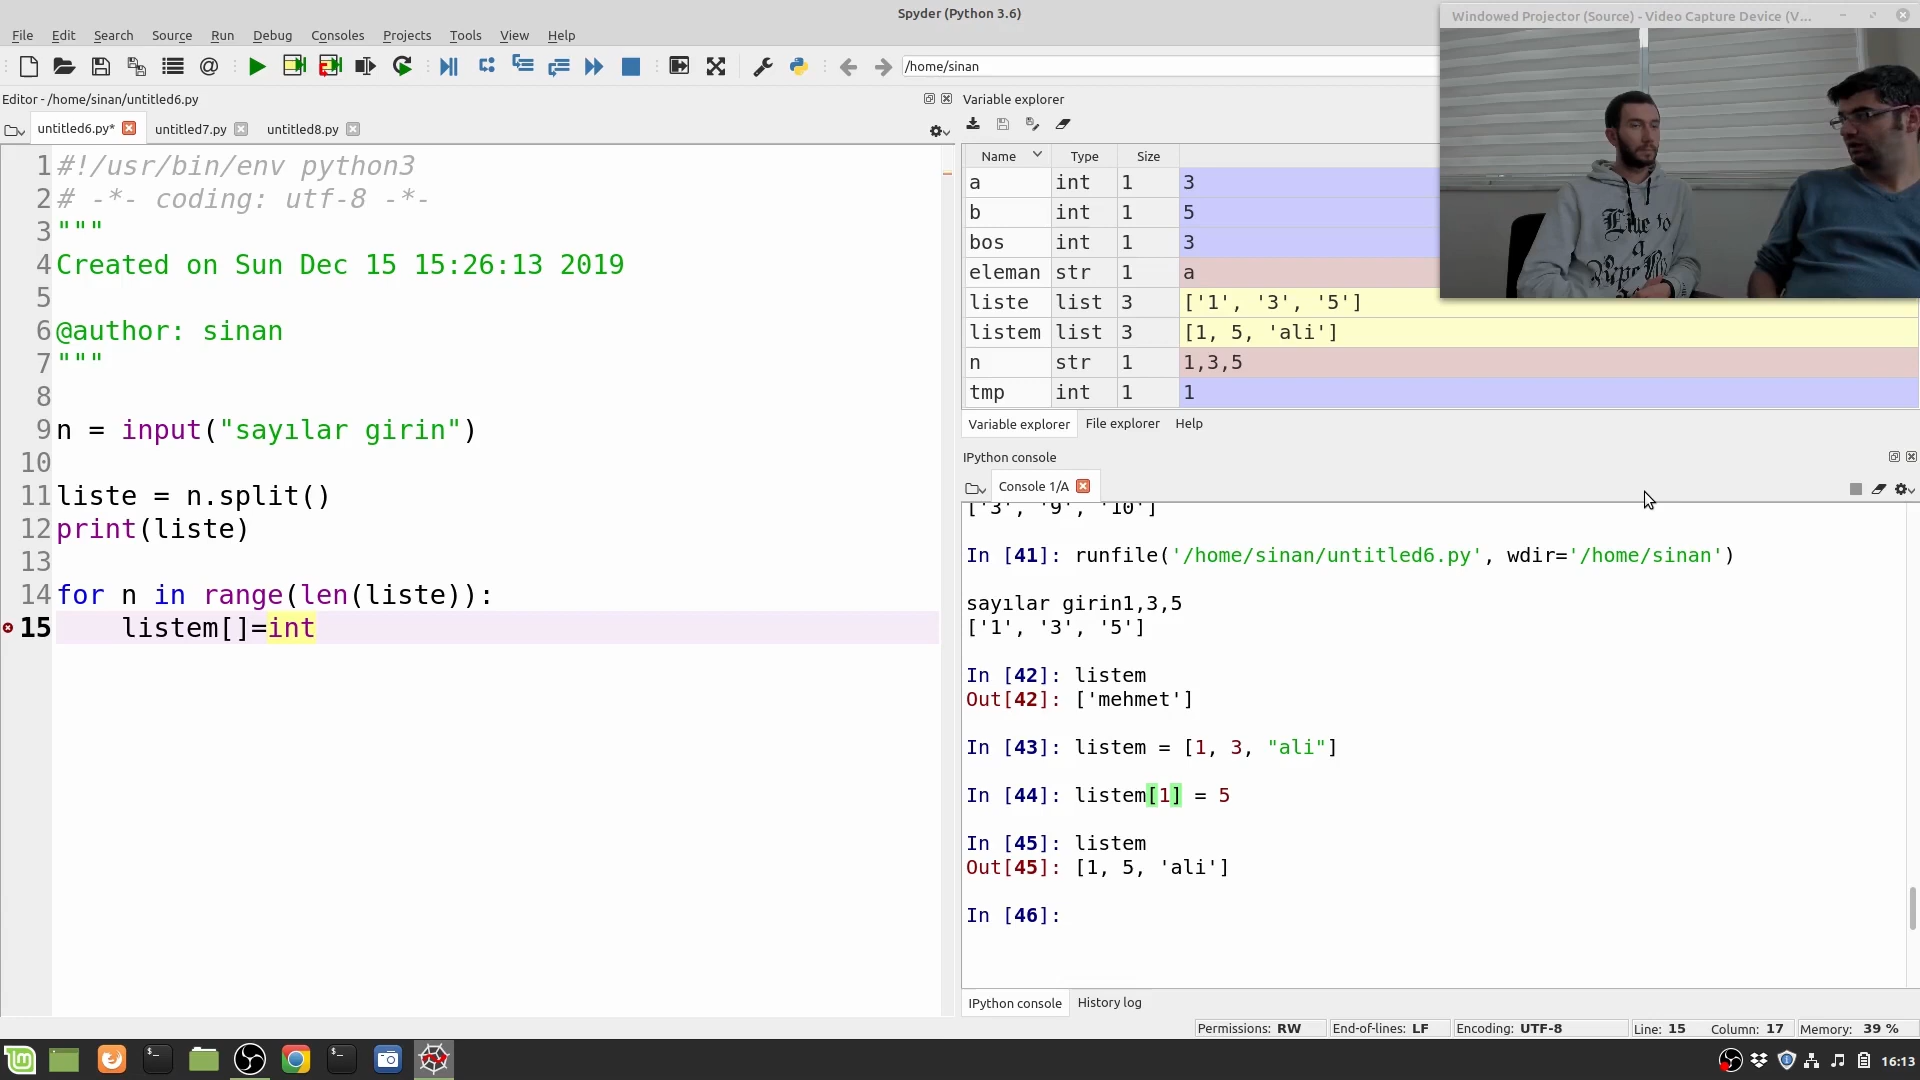 Spyder (Python 3.6)
Windowed Projector (Source) - Video Capture Device (V...
File Edit Search Source Run Debug Consoles Projects Tools View Help
/home/sinan
Editor - /home/sinan/untitled6.py
untitled6.py* untitled7.py untitled8.py
1 #!/usr/bin/env python3
2 # -*- coding: utf-8 -*-
3 """
4 Created on Sun Dec 15 15:26:13 2019
5
6 @author: sinan
7 """
8
9 n = input("sayılar girin")
10
11 liste = n.split()
12 print(liste)
13
14 for n in range(len(liste)):
15 listem[]=int
Variable explorer
Name Type Size
a int 1 3
b int 1 5
bos int 1 3
eleman str 1 a
liste list 3 ['1', '3', '5']
listem list 3 [1, 5, 'ali']
n str 1 1,3,5
tmp int 1 1
Variable explorer File explorer Help
IPython console
Console 1/A
['3', '9', '10']
In [41]: runfile('/home/sinan/untitled6.py', wdir='/home/sinan')
sayılar girin1,3,5
['1', '3', '5']
In [42]: listem
Out[42]: ['mehmet']
In [43]: listem = [1, 3, "ali"]
In [44]: listem[1] = 5
In [45]: listem
Out[45]: [1, 5, 'ali']
In [46]:
IPython console History log
Permissions: RW End-of-lines: LF Encoding: UTF-8 Line: 15 Column: 17 Memory: 39 %
16:13